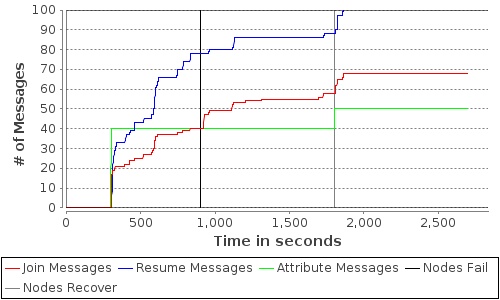 100
90
80
70
60
50
40
30
20
10
0
# of Messages
0 500 1,000 1,500 2,000 2,500
Time in seconds
Join Messages Resume Messages Attribute Messages Nodes Fail
Nodes Recover